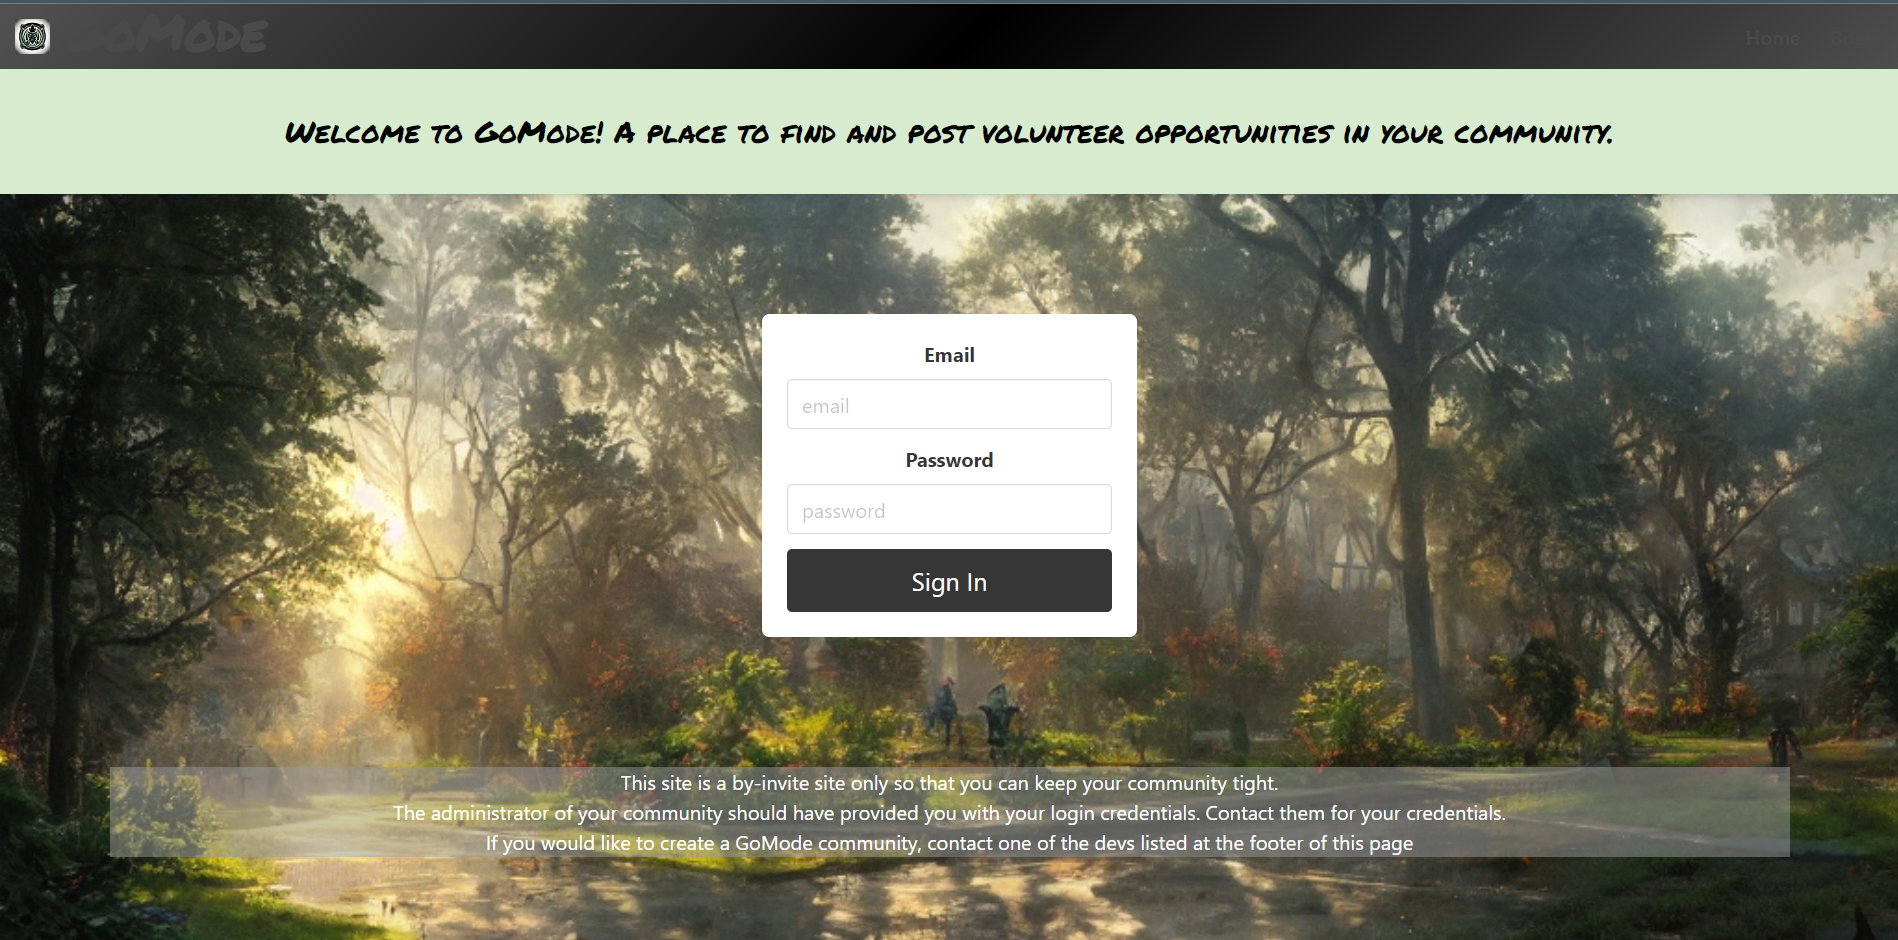 GoMode
Home
Welcome to GoMode! A place to find and post volunteer opportunities in your community.
Email
email
Password
password
Sign In
This site is a by-invite site only so that you can keep your community tight.
The administrator of your community should have provided you with your login credentials. Contact them for your credentials.
If you would like to create a GoMode community, contact one of the devs listed at the footer of this page